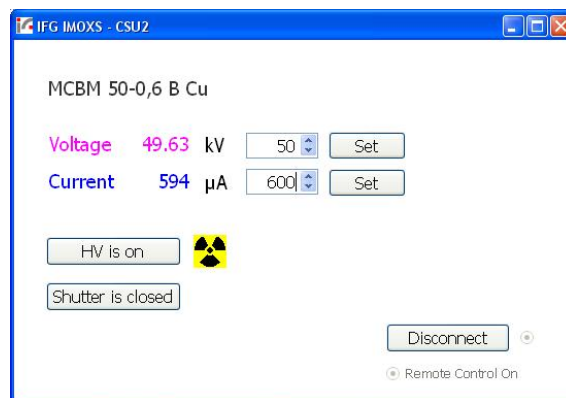 IFG IMOXS - CSU2
MCBM 50-0,6 B Cu
Voltage 49.63 kV 50 Set
Current 594 µA 600 Set
HV is on
Shutter is closed
Disconnect
Remote Control On